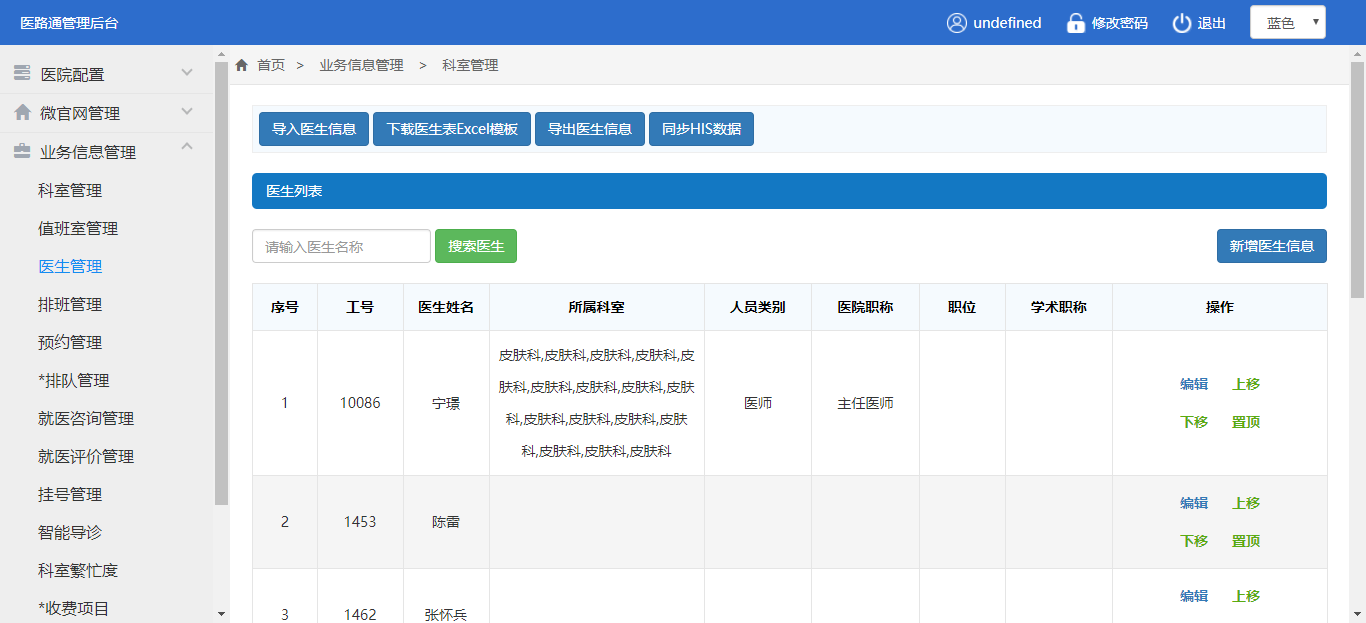 医路通管理后台
undefined
修改密码
退出
蓝色
医院配置
微官网管理
业务信息管理
科室管理
值班室管理
医生管理
排班管理
预约管理
*排队管理
就医咨询管理
就医评价管理
挂号管理
智能导诊
科室繁忙度
*收费项目
首页 > 业务信息管理 > 科室管理
导入医生信息 下载医生表Excel模板 导出医生信息 同步HIS数据
医生列表
请输入医生名称 搜索医生 新增医生信息
序号 工号 医生姓名 所属科室 人员类别 医院职称 职位 学术职称 操作
1 10086 宁璟
皮肤科,皮肤科,皮肤科,皮肤科,皮
肤科,皮肤科,皮肤科,皮肤科,皮肤
科,皮肤科,皮肤科,皮肤科,皮肤
科,皮肤科,皮肤科,皮肤科
医师 主任医师
编辑 上移
下移 置顶
2 1453 陈雷
编辑 上移
下移 置顶
3 1462 张怀兵
编辑 上移